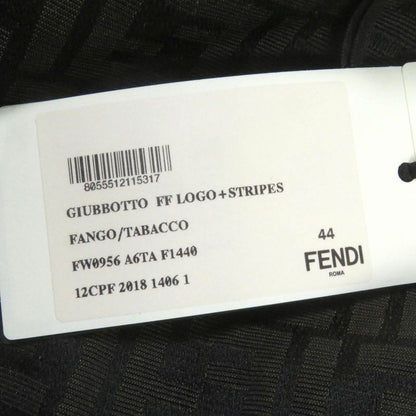 8055512115317
GIUBBOTTO FF LOGO+STRIPES
FANGO/TABACCO
FW0956 A6TA F1440
12CPF 2018 1406 1
44
FENDI
ROMA